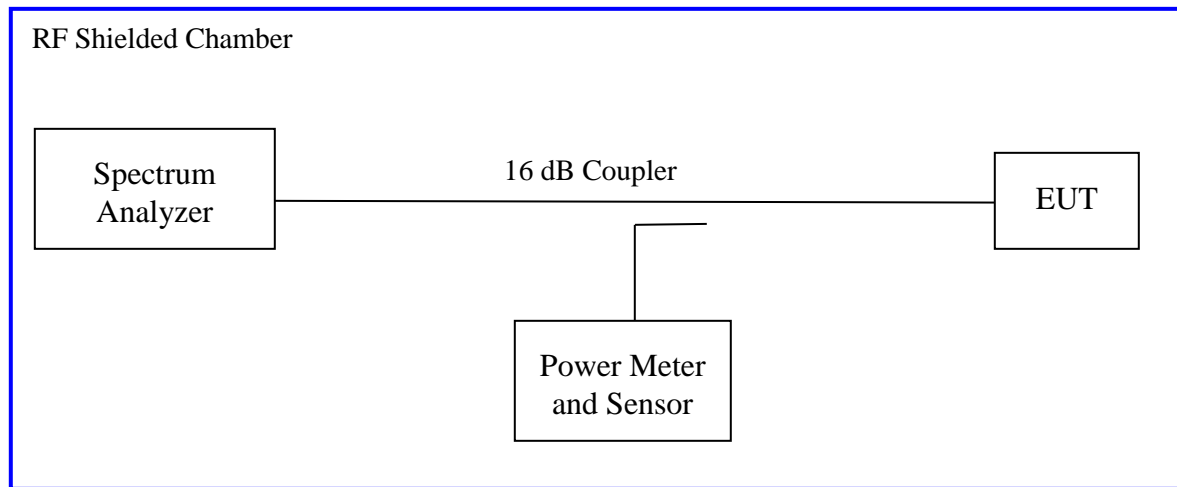 RF Shielded Chamber
Spectrum
Analyzer
16 dB Coupler
EUT
Power Meter
and Sensor